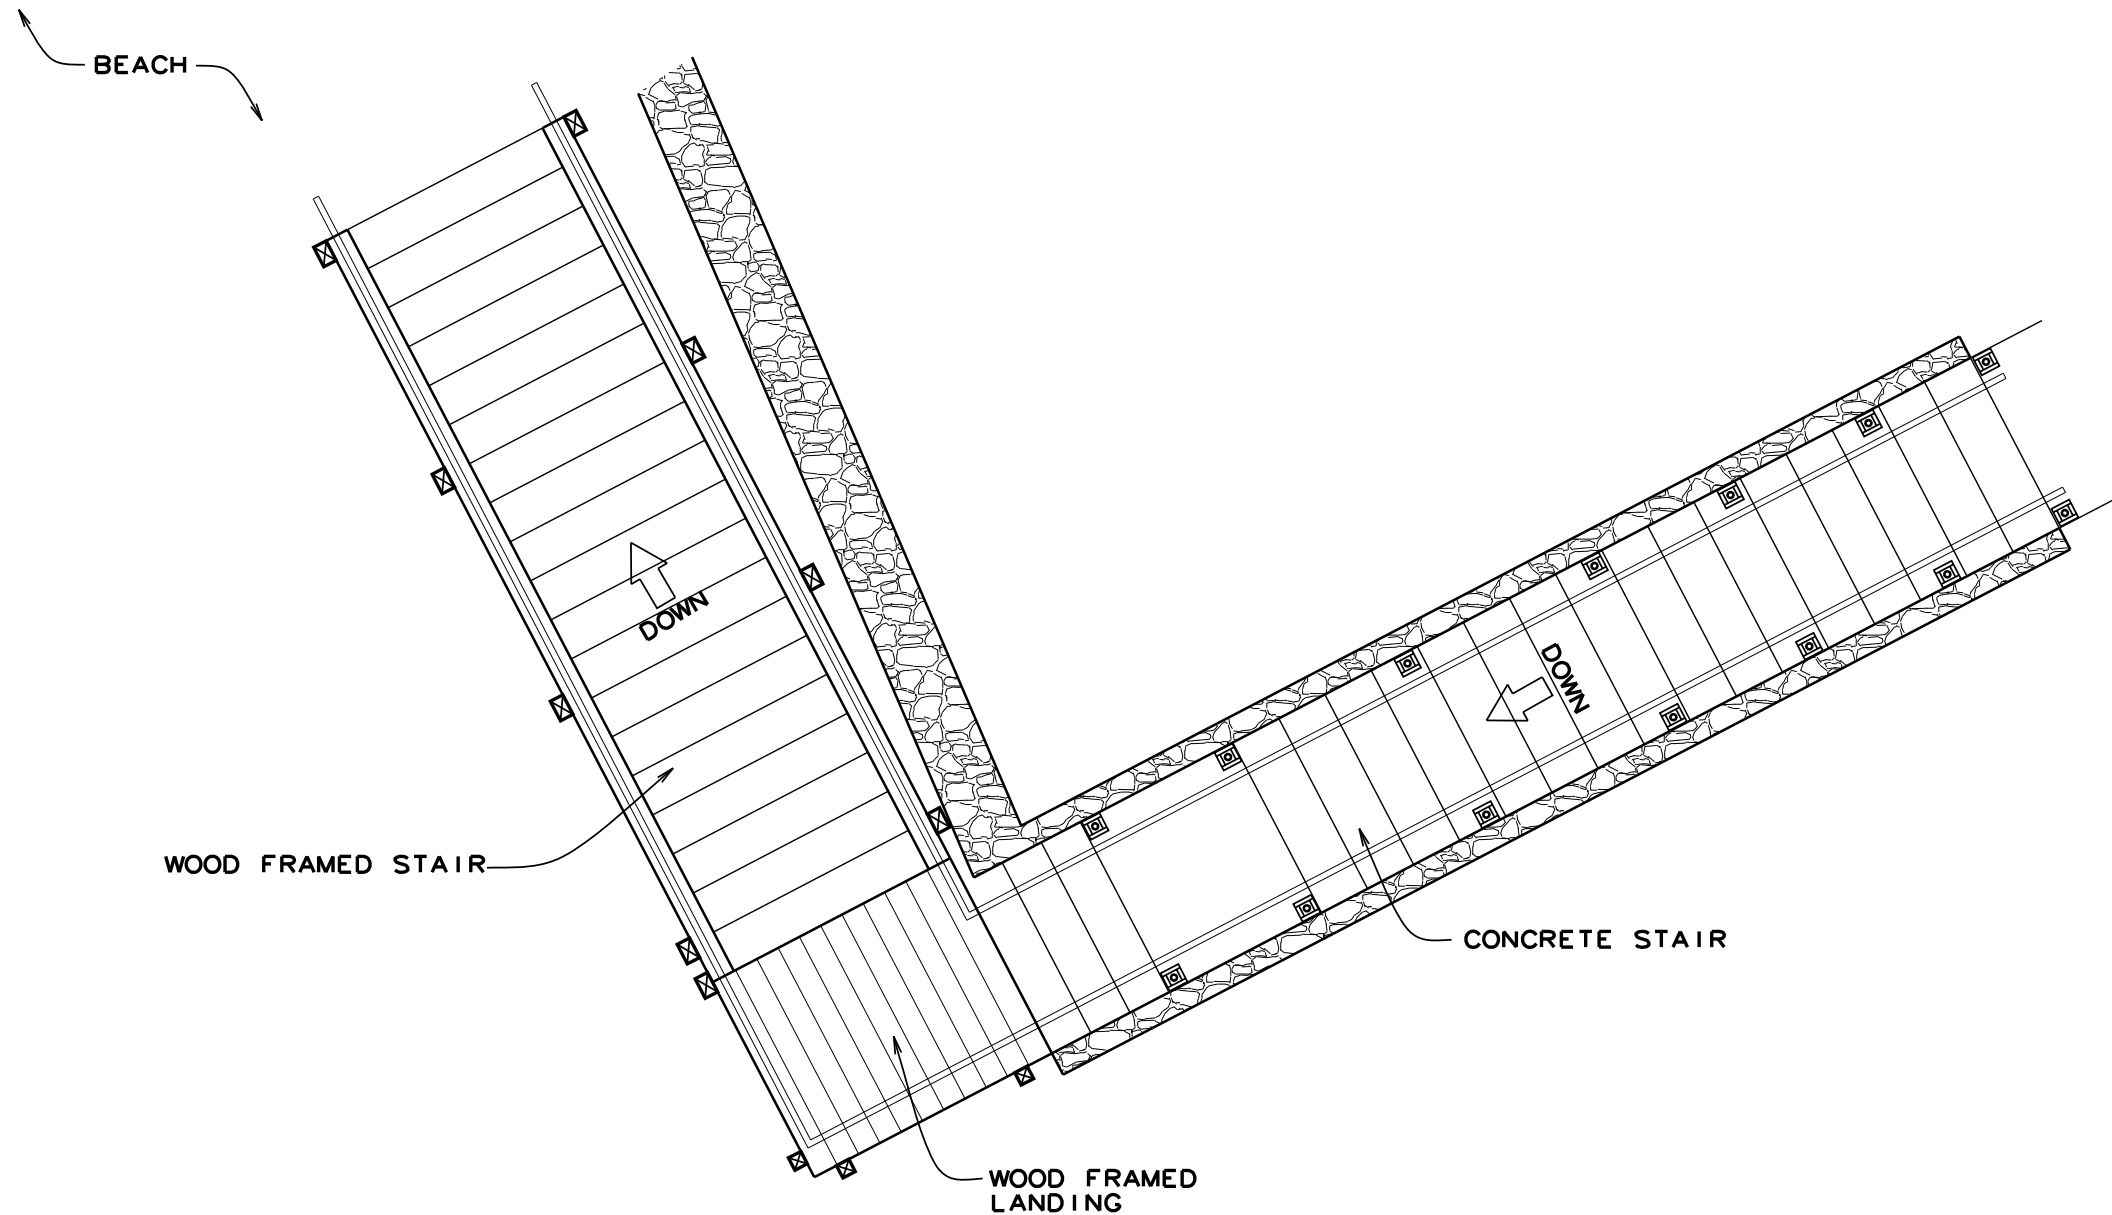 BEACH
DOWN
DOWN
WOOD FRAMED STAIR
CONCRETE STAIR
WOOD FRAMED
LANDING